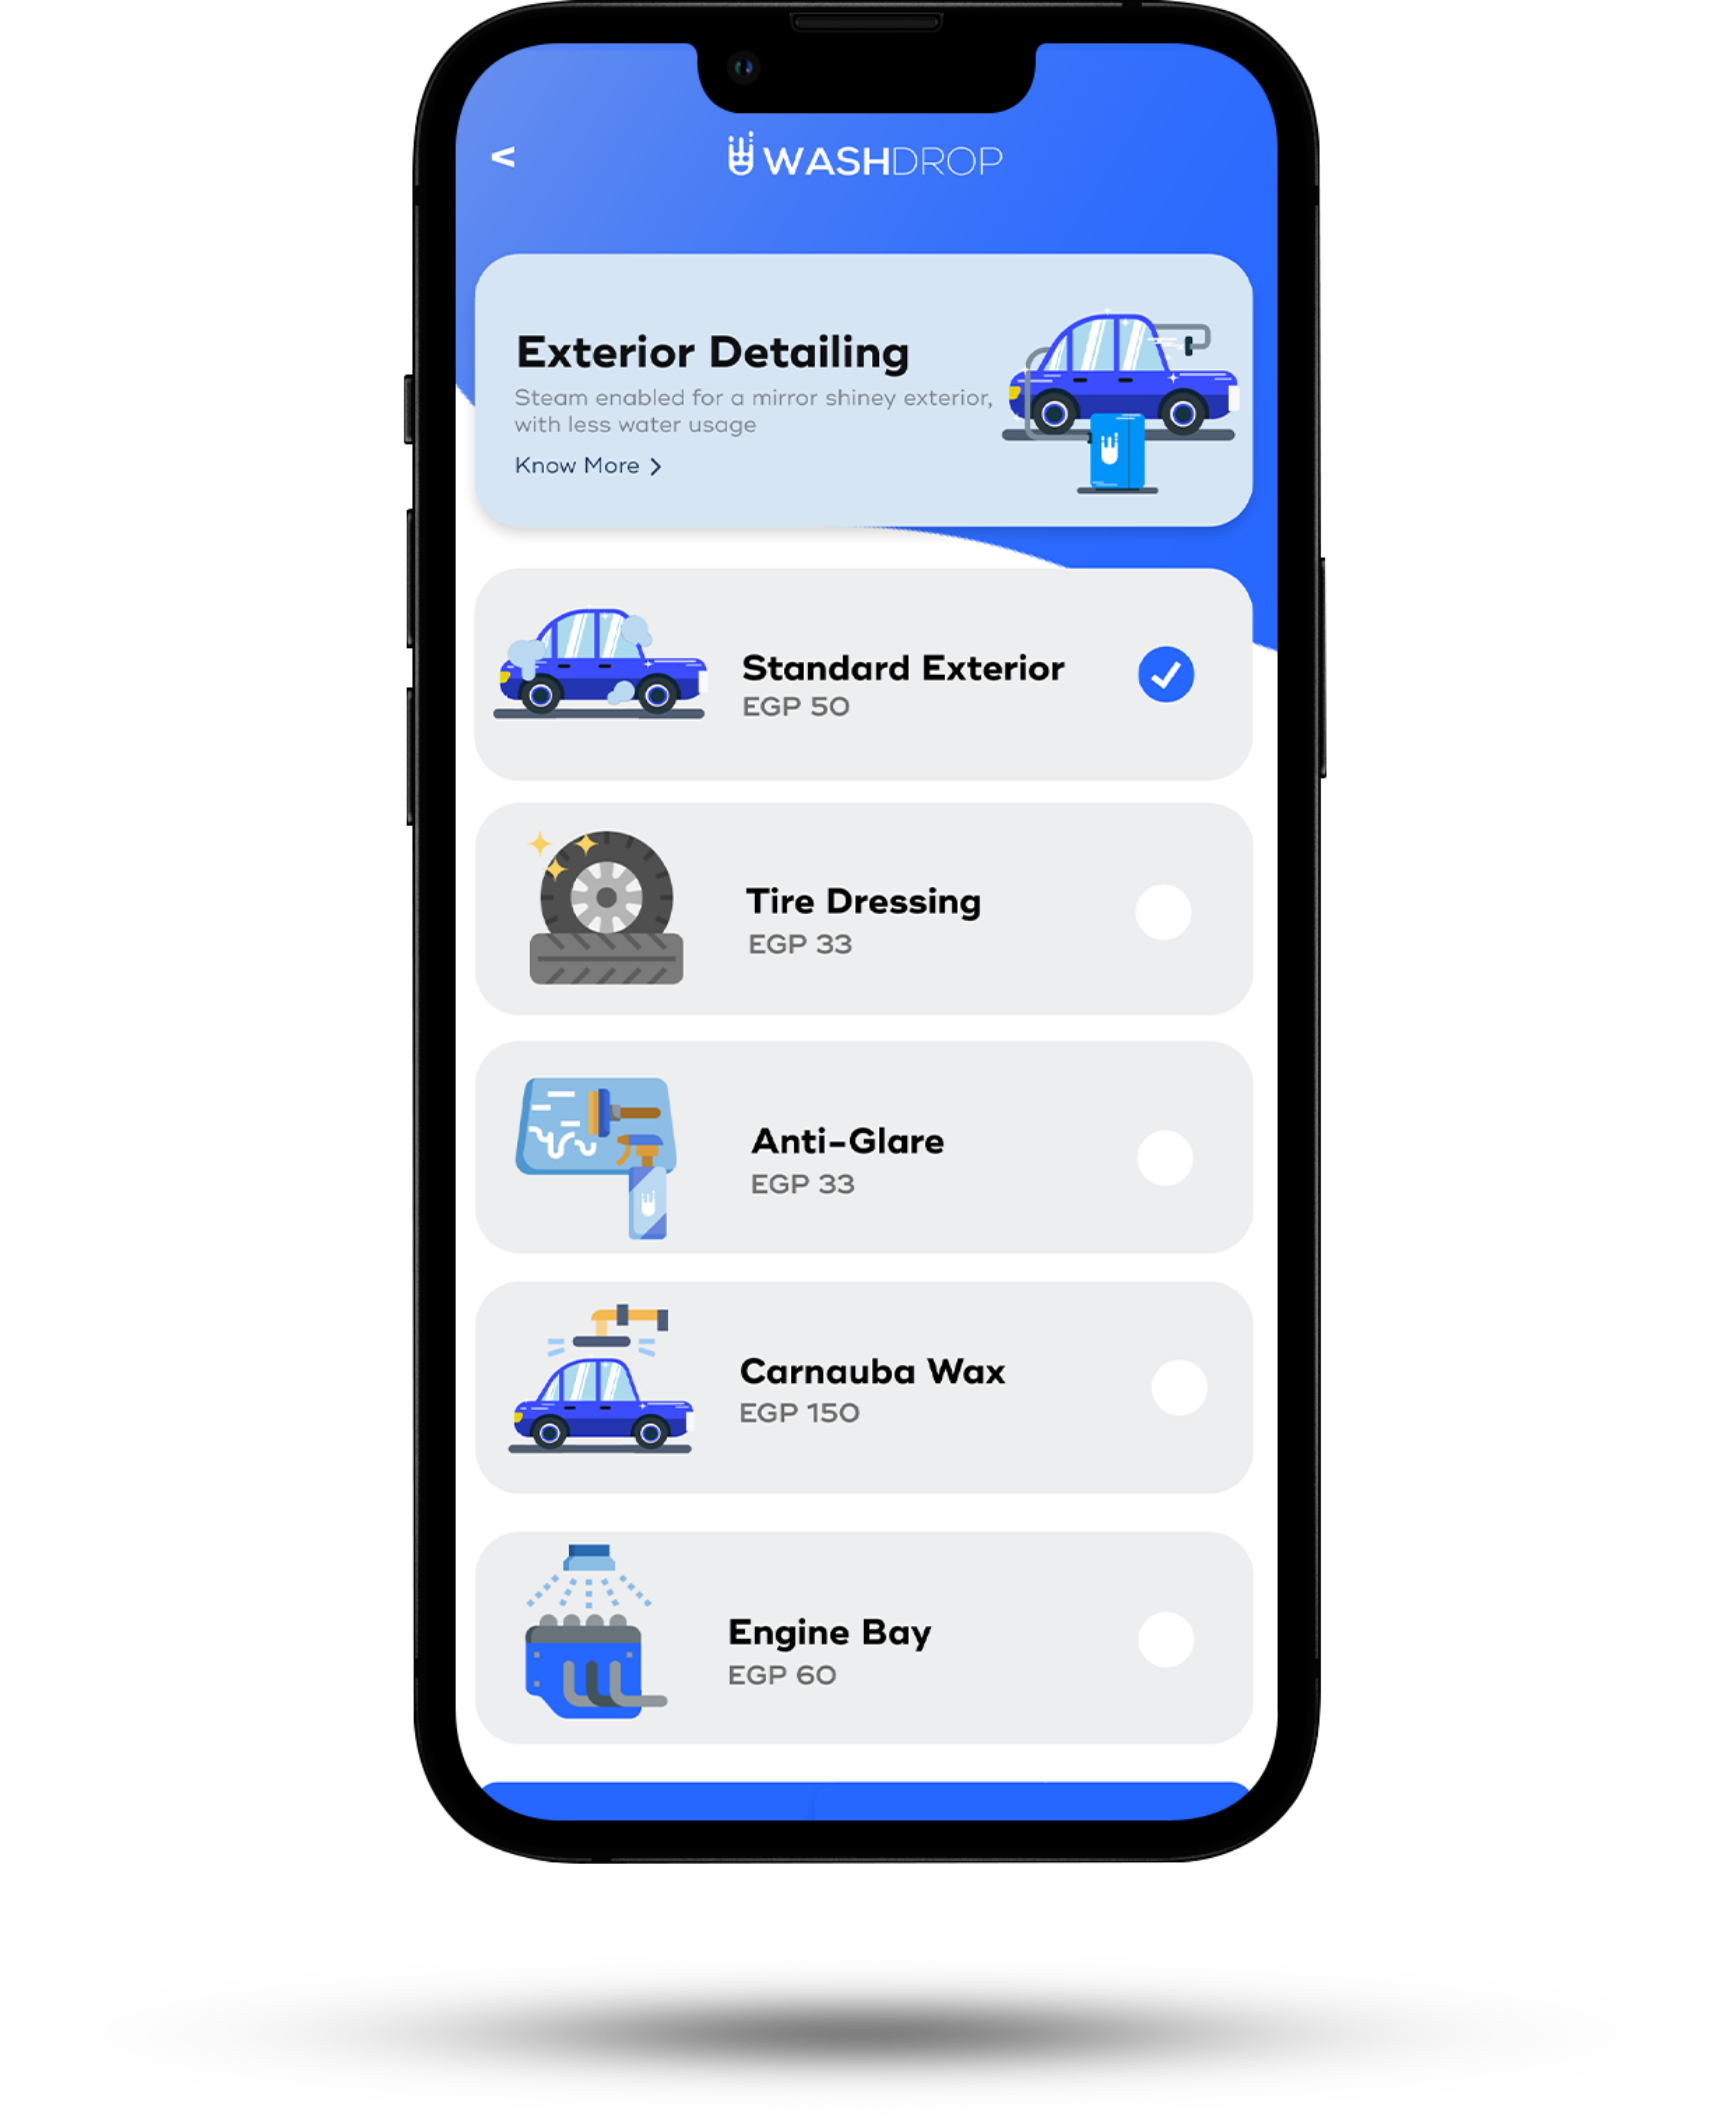 <
WASHDROP
Exterior Detailing
Steam enabled for a mirror shiney exterior,
with less water usage
Know More >
Standard Exterior
EGP 50
Tire Dressing
EGP 33
Anti-Glare
EGP 33
Carnauba Wax
EGP 150
Engine Bay
EGP 60